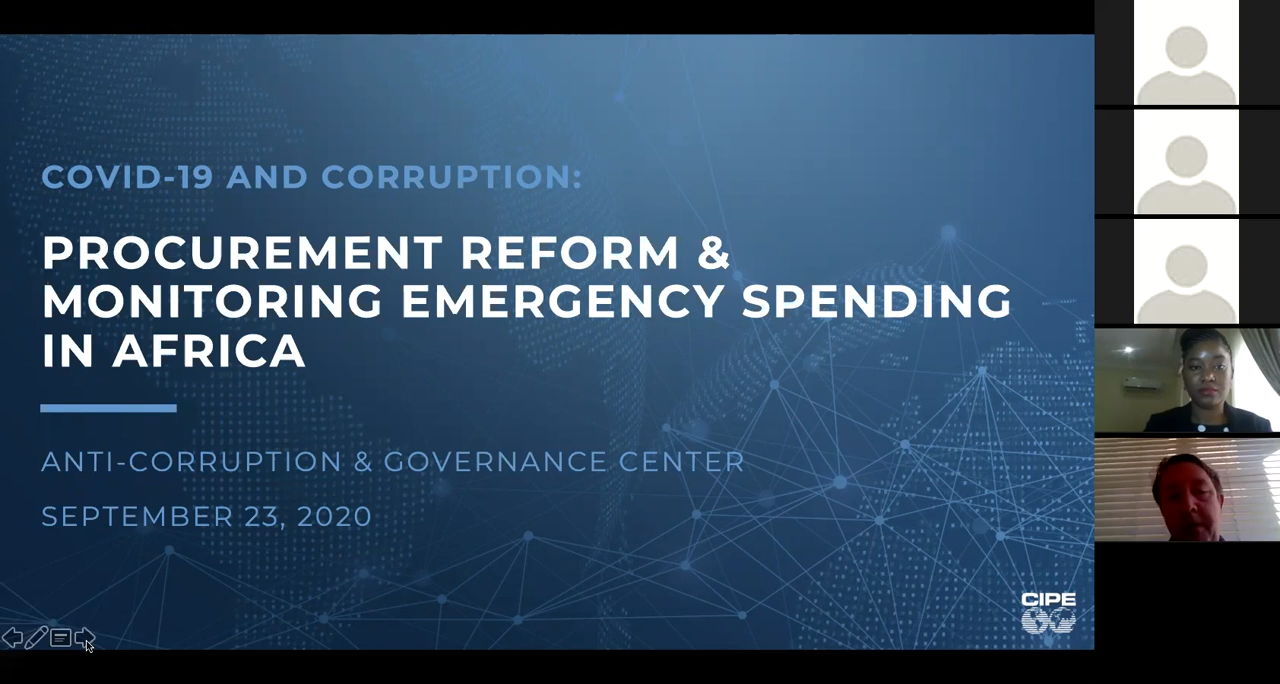 COVID-19 AND CORRUPTION:
PROCUREMENT REFORM &
MONITORING EMERGENCY SPENDING
IN AFRICA
ANTI-CORRUPTION & GOVERNANCE CENTER
SEPTEMBER 23, 2020
CIPE